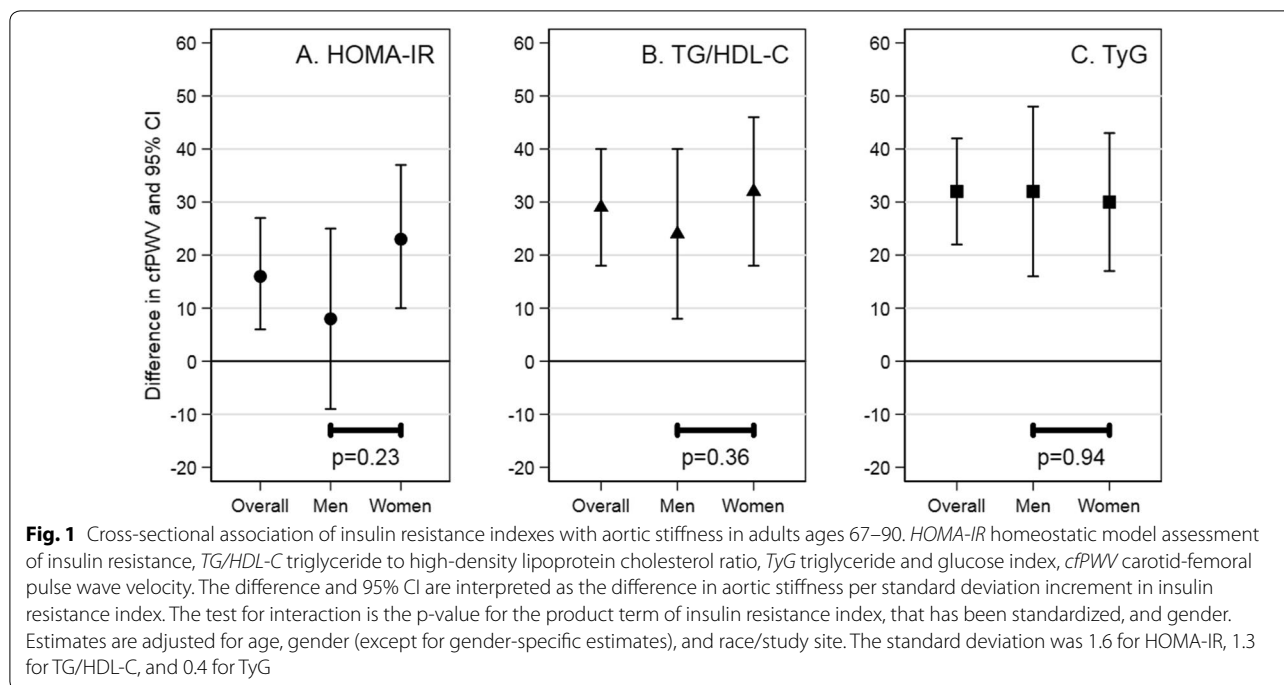 A. HOMA-IR
B. TG/HDL-C
C. TyG
Difference in cfPWV and 95% CI
60
50
40
30
20
10
0
-10
-20
p=0.23
Overall Men Women
60
50
40
30
20
10
0
-10
-20
p=0.36
Overall Men Women
60
50
40
30
20
10
0
-10
-20
p=0.94
Overall Men Women
Fig. 1 Cross-sectional association of insulin resistance indexes with aortic stiffness in adults ages 67–90. HOMA-IR homeostatic model assessment
of insulin resistance, TG/HDL-C triglyceride to high-density lipoprotein cholesterol ratio, TyG triglyceride and glucose index, cfPWV carotid-femoral
pulse wave velocity. The difference and 95% CI are interpreted as the difference in aortic stiffness per standard deviation increment in insulin
resistance index. The test for interaction is the p-value for the product term of insulin resistance index, that has been standardized, and gender.
Estimates are adjusted for age, gender (except for gender-specific estimates), and race/study site. The standard deviation was 1.6 for HOMA-IR, 1.3
for TG/HDL-C, and 0.4 for TyG